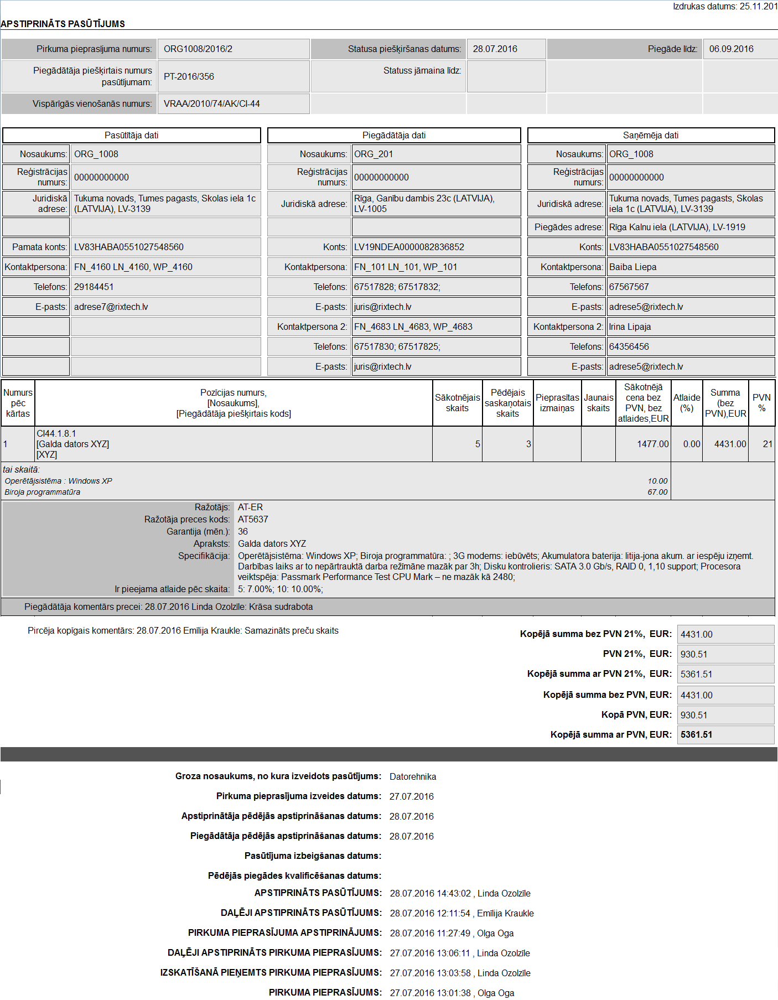 Izdrukas datums: 25.11.201
APSTIPRINĀTS PASŪTĪJUMS
Pirkuma pieprasījuma numurs: ORG1008/2016/2 Statusa piešķiršanas datums: 28.07.2016 Piegāde līdz: 06.09.2016
Piegādātāja piešķirtais numurs
pasūtījumam: PT-2016/356 Statuss jāmaina līdz:
Vispārīgās vienošanās numurs: VRAA/2010/74/AK/CI-44
Pasūtītāja dati
Nosaukums: ORG_1008
Reģistrācijas
numurs: 00000000000
Juridiskā
adrese: Tukuma novads, Tumes pagasts, Skolas iela 1c
(LATVIJA), LV-3139
Pamata konts: LV83HABA0551027548560
Kontaktpersona: FN_4160 LN_4160, WP_4160
Telefons: 29184451
E-pasts: adrese7@rixtech.lv
Piegādātāja dati
Nosaukums: ORG_201
Reģistrācijas
numurs: 00000000000
Juridiskā adrese: Rīga, Ganību dambis 23c (LATVIJA),
LV-1005
Konts: LV19NDEA0000082836852
Kontaktpersona: FN_101 LN_101, WP_101
Telefons: 67517828; 67517832;
E-pasts: juris@rixtech.lv
Kontaktpersona 2: FN_4683 LN_4683, WP_4683
Telefons: 67517830; 67517825;
E-pasts: juris@rixtech.lv
Saņēmēja dati
Nosaukums: ORG_1008
Reģistrācijas
numurs: 00000000000
Juridiskā adrese: Tukuma novads, Tumes pagasts, Skolas
iela 1c (LATVIJA), LV-3139
Piegādes adrese: Rīga Kalnu iela (LATVIJA), LV-1919
Konts: LV83HABA0551027548560
Kontaktpersona: Baiba Liepa
Telefons: 67567567
E-pasts: adrese5@rixtech.lv
Kontaktpersona 2: Irina Lipaja
Telefons: 64356456
E-pasts: adrese5@rixtech.lv
Numurs
pēc
kārtas
Pozīcijas numurs,
[Nosaukums],
[Piegādātāja piešķirtais kods]
Sākotnējais
skaits
Pēdējais
saskaņotais
skaits
Pieprasītas
izmaiņas
Jaunais
skaits
Sākotnējā
cena bez
PVN, bez
atlaides,EUR
Atlaide
(%)
Summa
(bez
PVN),EUR
PVN
%
CI44.1.8.1
1 [Galda dators XYZ] 5 3 1477.00 0.00 4431.00 21
[XYZ]
tai skaitā:
Operētājsistēma : Windows XP 10.00
Biroja programmatūra 67.00
Ražotājs: AT-ER
Ražotāja preces kods: AT5637
Garantija (mēn.): 36
Apraksts: Galda dators XYZ
Specifikācija: Operētājsistēma: Windows XP; Biroja programmatūra: ; 3G modems: iebūvēts; Akumulatora baterija: litija-jona akum. ar iespēju izņemt.
Darbības laiks ar to nepārtrauktā darba režīmāne mazāk par 3h; Disku kontrolieris: SATA 3.0 Gb/s, RAID 0, 1,10 support; Procesora
veiktspēja: Passmark Performance Test CPU Mark – ne mazāk kā 2480;
Ir pieejama atlaide pēc skaita: 5: 7.00%; 10: 10.00%;
Piegādātāja komentārs precei: 28.07.2016 Linda Ozolzīle: Krāsa sudrabota
Pircēja kopīgais komentārs: 28.07.2016 Emīlija Kraukle: Samazināts preču skaits
Kopējā summa bez PVN 21%, EUR: 4431.00
PVN 21%, EUR: 930.51
Kopējā summa ar PVN 21%, EUR: 5361.51
Kopējā summa bez PVN, EUR: 4431.00
Kopā PVN, EUR: 930.51
Kopējā summa ar PVN, EUR: 5361.51
Groza nosaukums, no kura izveidots pasūtījums: Datorehnika
Pirkuma pieprasījuma izveides datums: 27.07.2016
Apstiprinātāja pēdējās apstiprināšanas datums: 28.07.2016
Piegādātāja pēdējās apstiprināšanas datums: 28.07.2016
Pasūtījuma izbeigšanas datums:
Pēdējās piegādes kvalificēšanas datums:
APSTIPRINĀTS PASŪTĪJUMS: 28.07.2016 14:43:02 , Linda Ozolzīle
DAĻĒJI APSTIPRINĀTS PASŪTĪJUMS: 28.07.2016 12:11:54 , Emīlija Kraukle
PIRKUMA PIEPRASĪJUMA APSTIPRINĀJUMS: 28.07.2016 11:27:49 , Olga Oga
DAĻĒJI APSTIPRINĀTS PIRKUMA PIEPRASĪJUMS: 27.07.2016 13:06:11 , Linda Ozolzīle
IZSKATĪŠANĀ PIEŅEMTS PIRKUMA PIEPRASĪJUMS: 27.07.2016 13:03:58 , Linda Ozolzīle
PIRKUMA PIEPRASĪJUMS: 27.07.2016 13:01:38 , Olga Oga